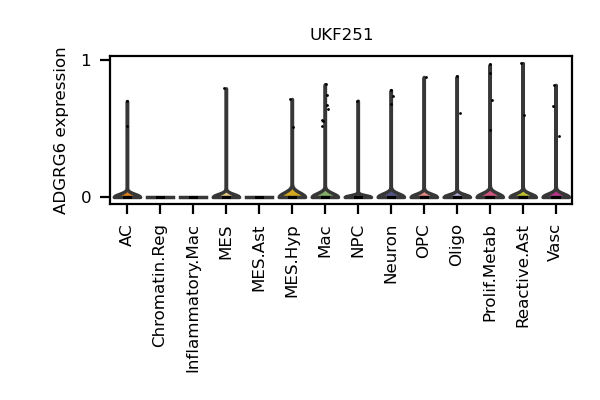 UKF251
ADGRG6 expression
1
0
AC
Chromatin.Reg
Inflammatory.Mac
MES
MES.Ast
MES.Hyp
Mac
NPC
Neuron
OPC
Oligo
Prolif.Metab
Reactive.Ast
Vasc